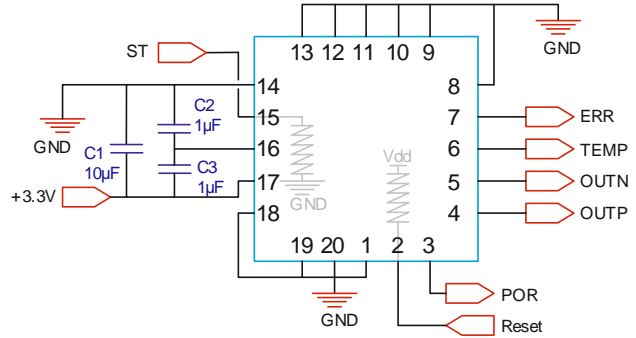 GND
ST
13 12 11 10 9
14
8
C2
1µF
15
7
ERR
GND
C1
10µF
16
Vdd
6
TEMP
C3
1µF
17
5
OUTN
+3.3V
GND
18
4
OUTP
19 20 1 2 3
POR
GND
Reset